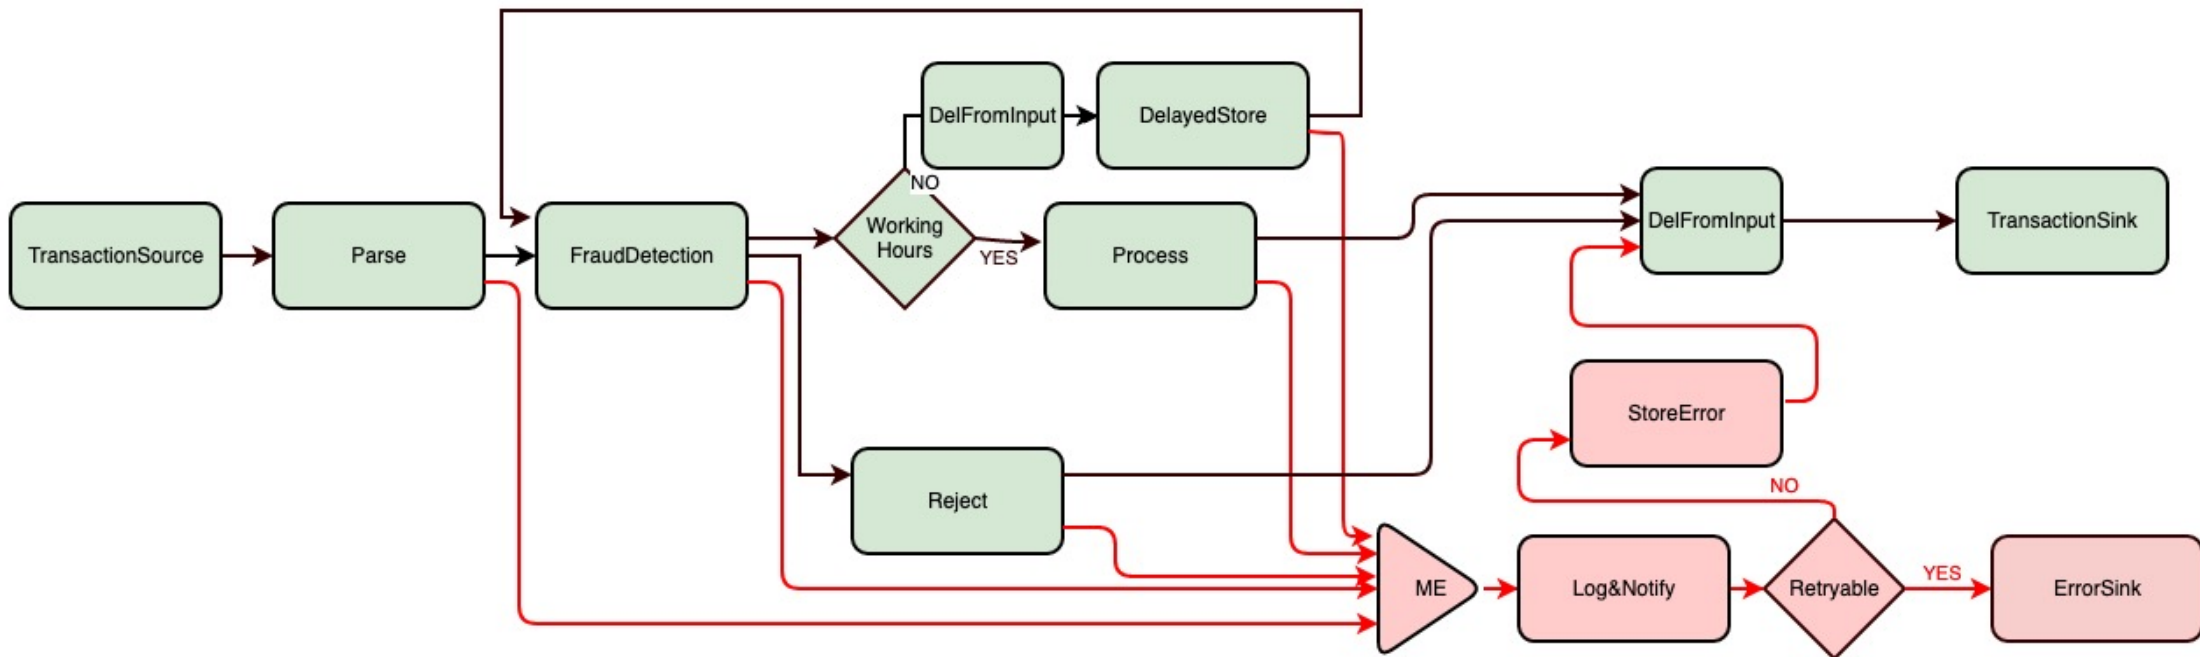 DelFromInput
DelayedStore
NO
TransactionSource
Parse
FraudDetection
Working
Hours
YES
Process
DelFromInput
TransactionSink
StoreError
Reject
NO
ME
Log&Notify
Retryable
YES
ErrorSink